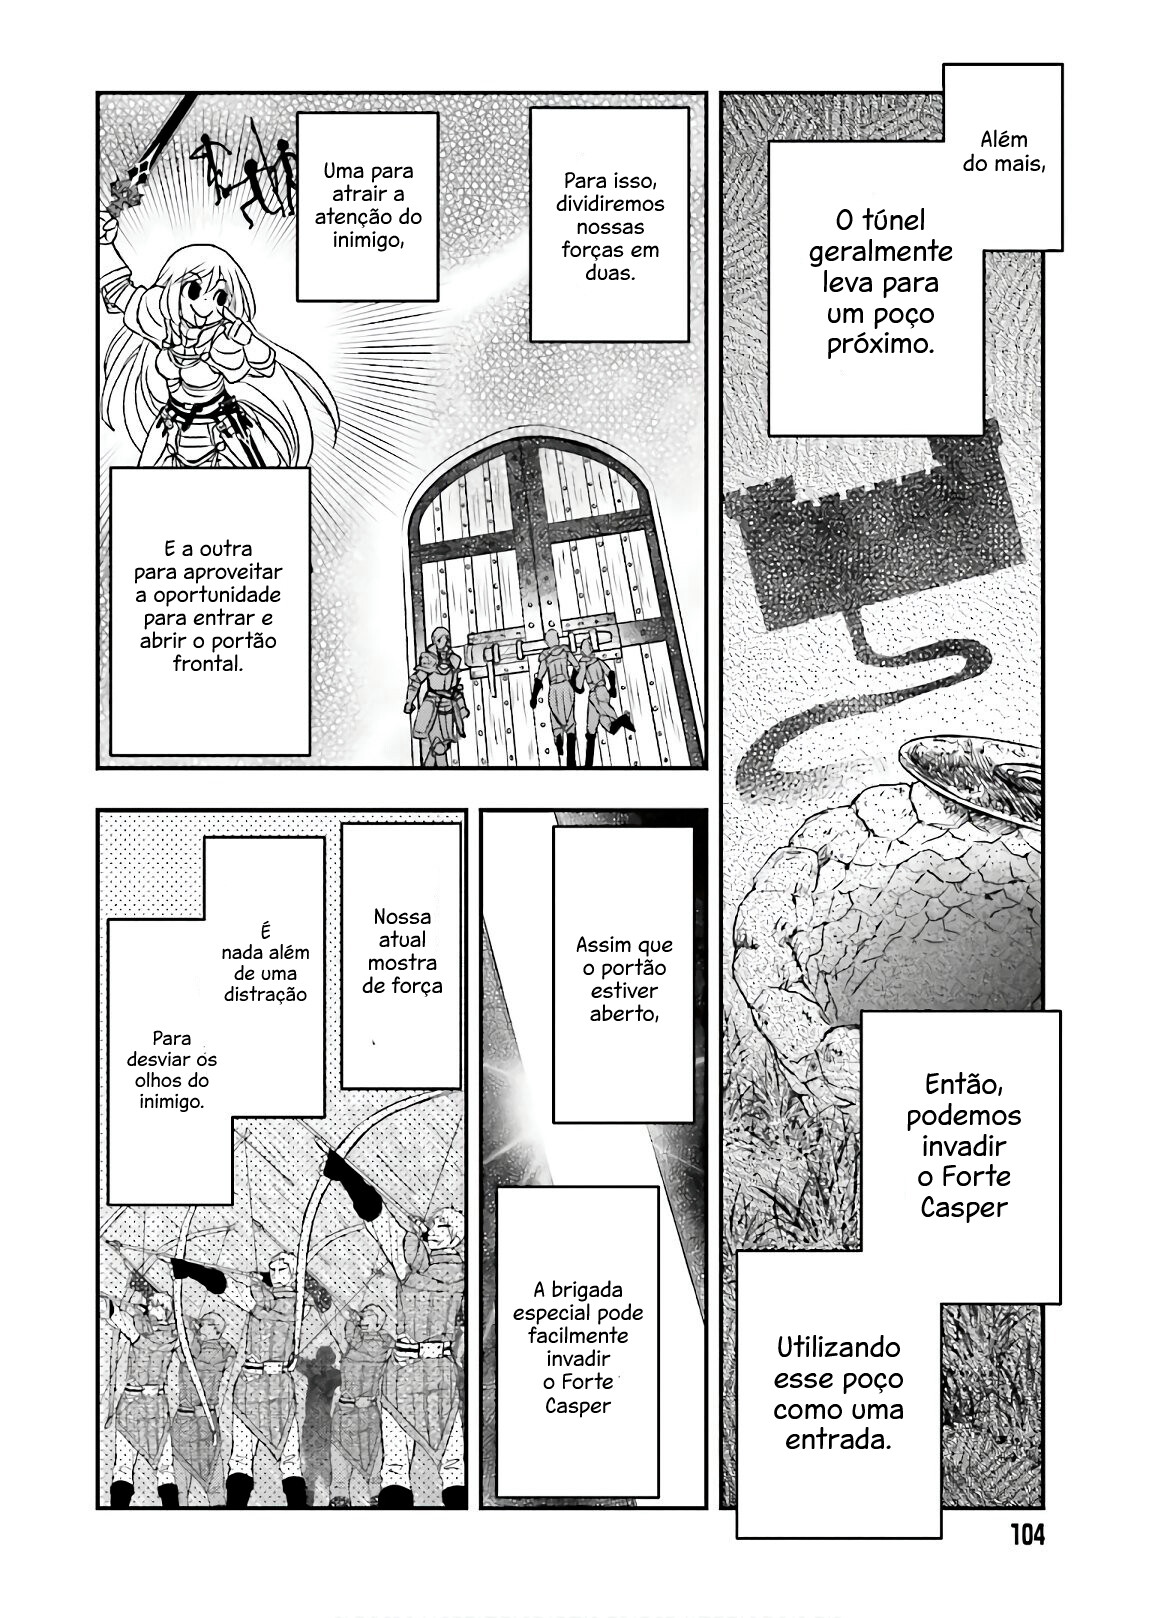 Além
do mais,
O túnel
geralmente
leva para
um poço
próximo.
Então,
podemos
invadir
o Forte
Casper
Utilizando
esse poço
como uma
entrada.
Para isso,
dividiremos
nossas
forças em
duas.
Uma para
atrair a
atenção do
inimigo,
E a outra
para aproveitar
a oportunidade
para entrar e
abrir o portão
frontal.
Assim que
o portão
estiver
aberto,
A brigada
especial pode
facilmente
invadir
o Forte
Casper
Nossa
atual
mostra
de força
É
nada além
de uma
distração
Para
desviar os
olhos do
inimigo.
104